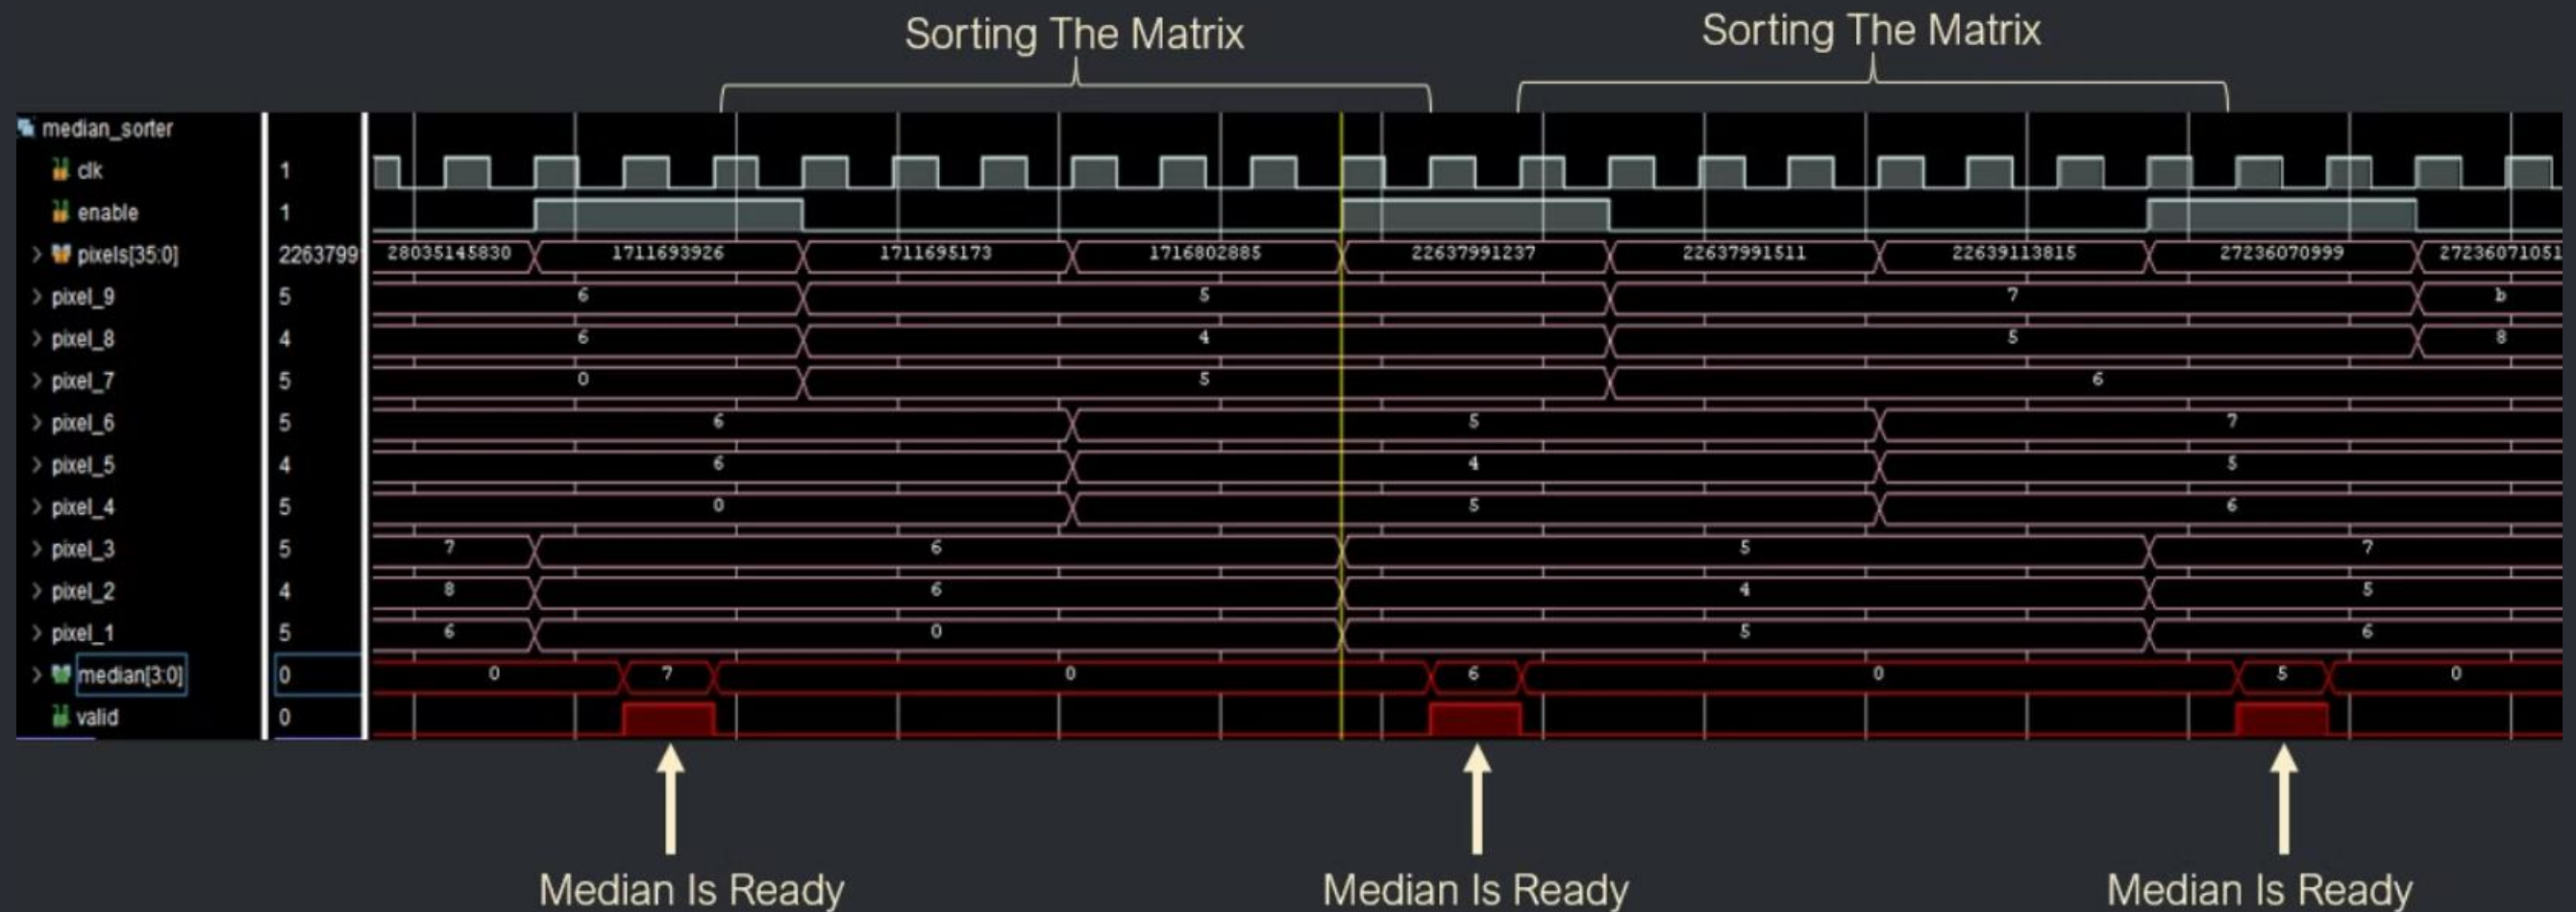 Sorting The Matrix
Sorting The Matrix
median_sorter
clk 1
enable 1
pixels[35:0] 2263799 28035145830 1711693926 1711695173 1716802885 22637991237 22637991511 22639113815 27236070999 27236071051
pixel_9 5 6 5 7 b
pixel_8 4 6 4 5 8
pixel_7 5 0 5 6
pixel_6 5 6 5 7
pixel_5 4 6 4 5
pixel_4 5 0 5 6
pixel_3 5 7 6 5 7
pixel_2 4 8 6 4 5
pixel_1 5 6 0 5 6
median[3:0] 0 0 7 0 6 0 5 0
valid 0
Median Is Ready
Median Is Ready
Median Is Ready